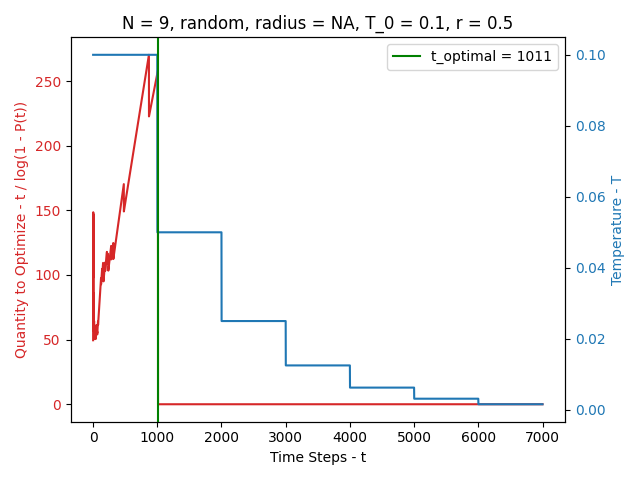 N = 9, random, radius = NA, T_0 = 0.1, r = 0.5
t_optimal = 1011
Quantity to Optimize - t / log(1 - P(t))
250
200
150
100
50
0
0.10
0.08
0.06
0.04
0.02
0.00
Temperature - T
0 1000 2000 3000 4000 5000 6000 7000
Time Steps - t